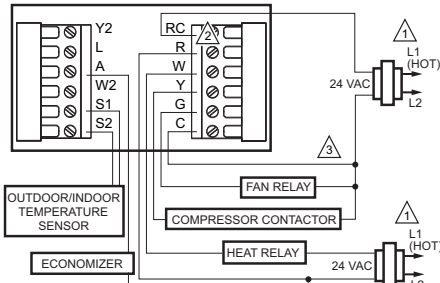 Y2
L
A
W2
S1
S2
RC
R
W
Y
G
C
2
1
L1
(HOT)
24 VAC
L2
3
FAN RELAY
OUTDOOR/INDOOR
TEMPERATURE
SENSOR
COMPRESSOR CONTACTOR
1
L1
(HOT)
HEAT RELAY
ECONOMIZER
24 VAC
L2